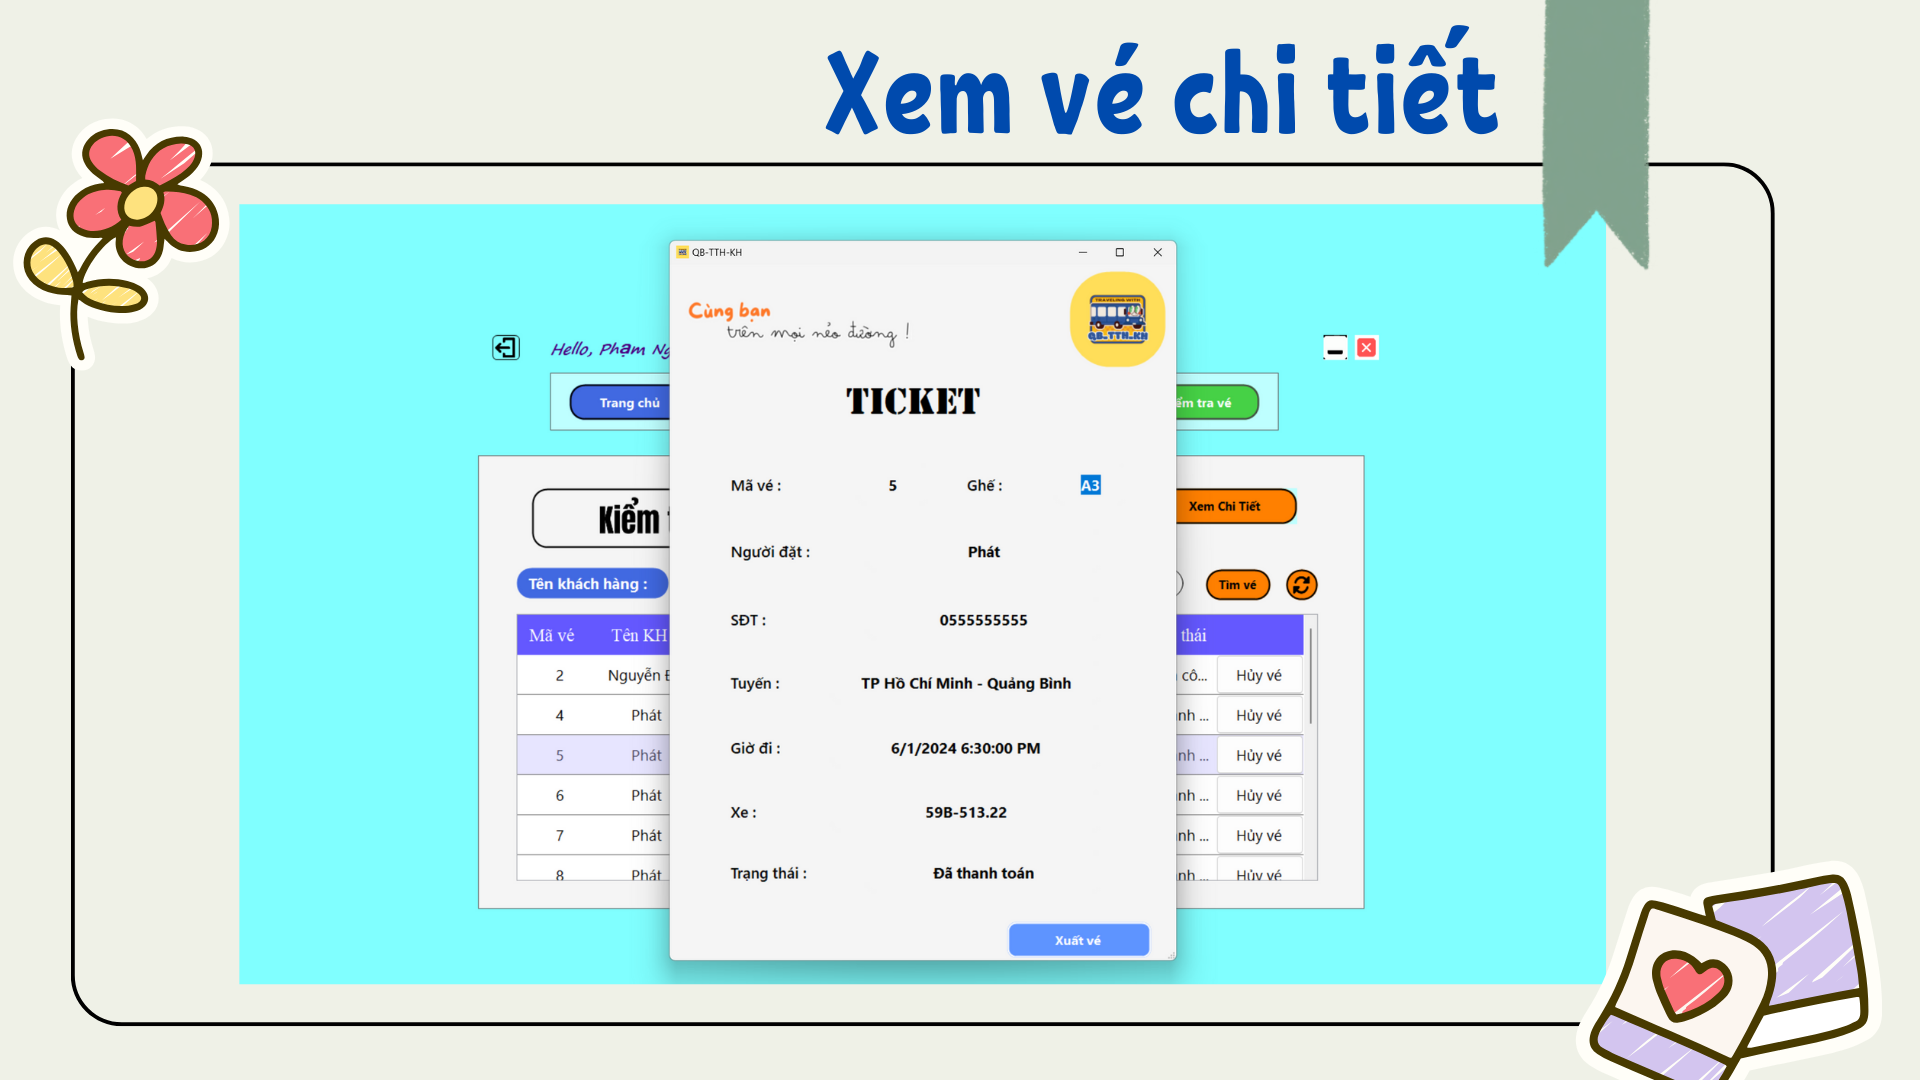 Xem vé chi tiết
QB-TTH-KH
Cùng bạn
trên mọi nẻo đường !
TRAVELING WITH
QB_TTH_KH
TICKET
Hello, Phạm
Trang chủ
tra vé
Mã vé : 5 Ghế : A3
Kiểm
Xem Chi Tiết
Người đặt : Phát
Tên khách hàng :
Tìm vé
SĐT : 0555555555
Mã vé Tên KH thái
2 Nguyễn cô... Hủy vé
Tuyến : TP Hồ Chí Minh - Quảng Bình
4 Phát nh ... Hủy vé
Giờ đi : 6/1/2024 6:30:00 PM
5 Phát nh ... Hủy vé
6 Phát nh ... Hủy vé
Xe : 59B-513.22
7 Phát nh ... Hủy vé
Trạng thái : Đã thanh toán
8 Phát nh ... Hủy vé
Xuất vé